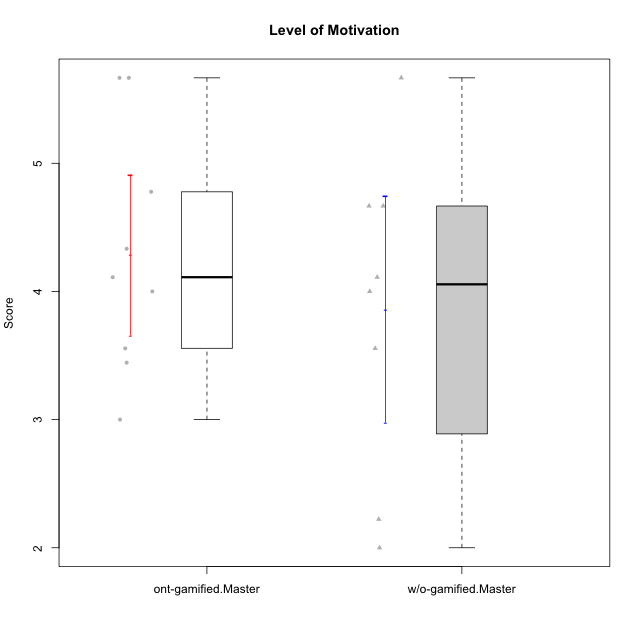 Level of Motivation
Score
5
4
3
2
ont-gamified.Master
w/o-gamified.Master